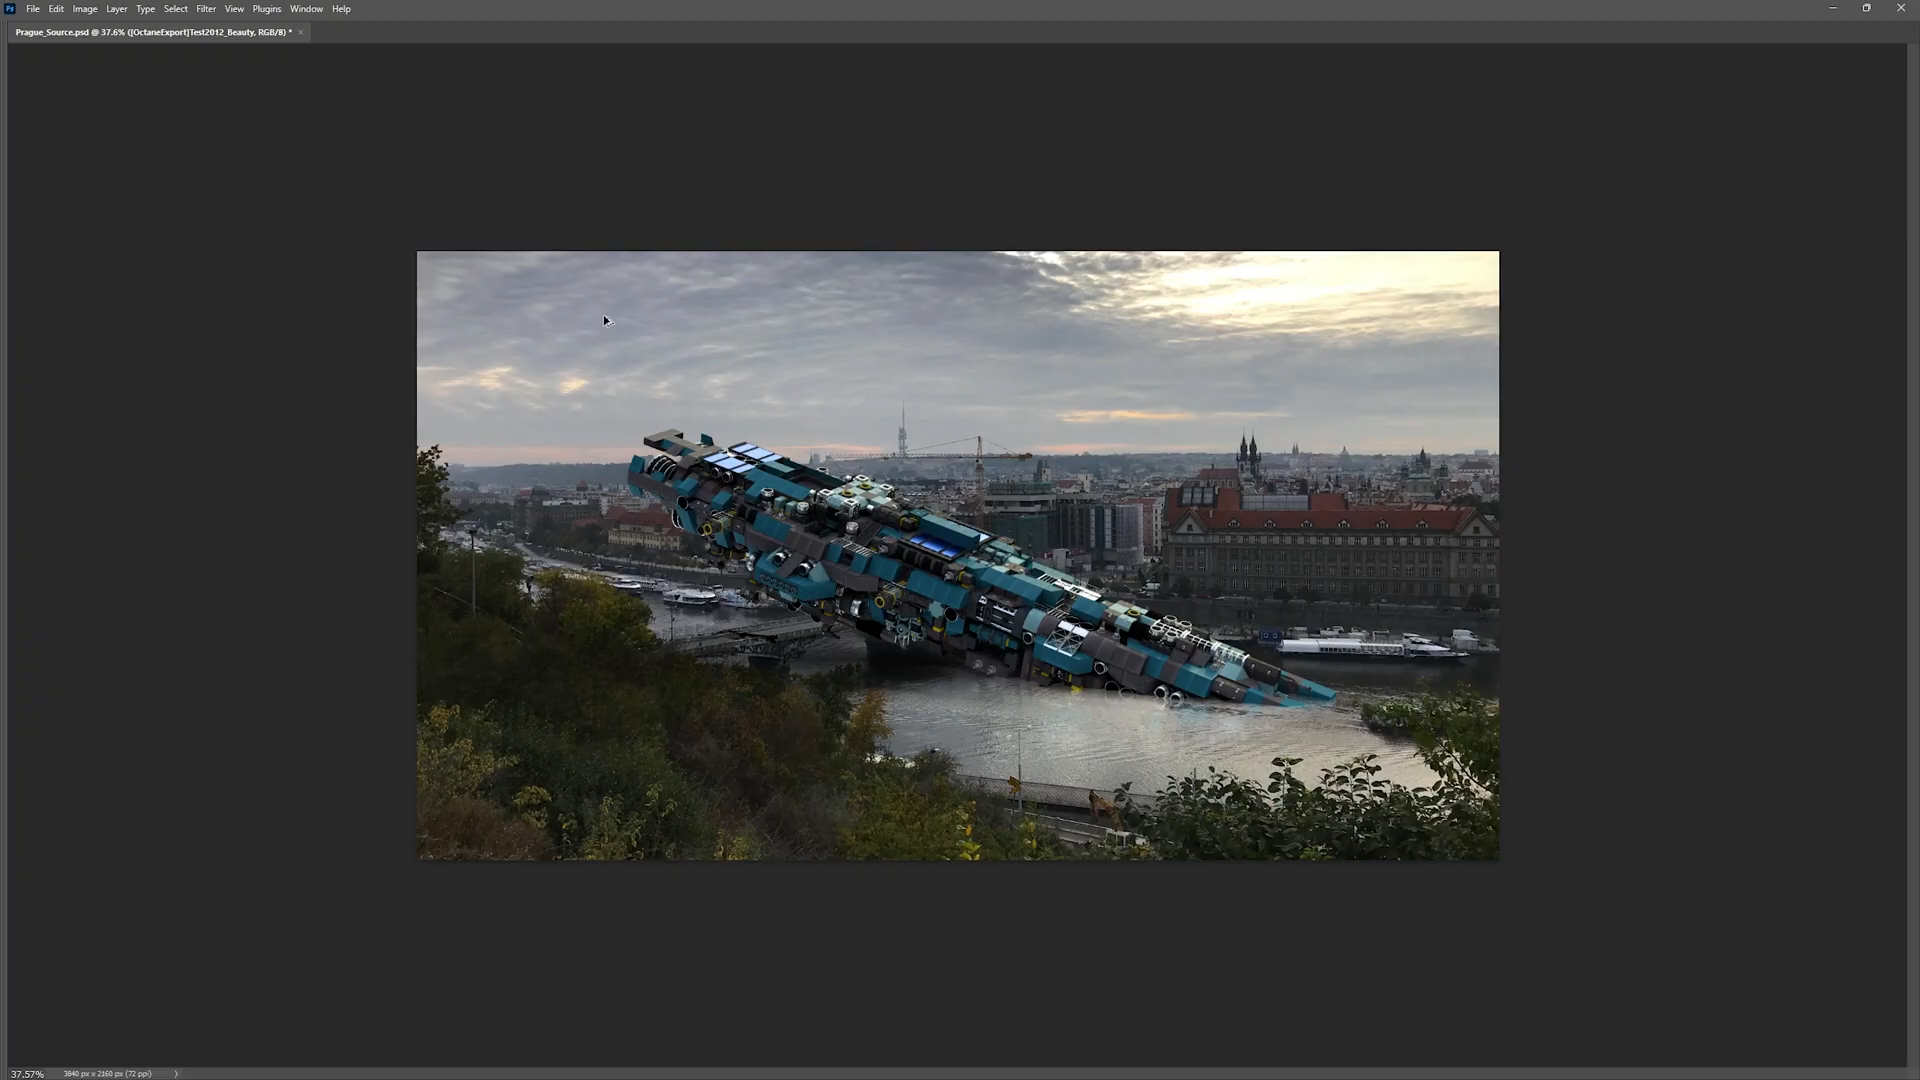 Ps File Edit Image Layer Type Select Filter View Plugins Window Help
Prague_Source.psd @ 37.6% ([OctaneExport]Test2012_Beauty, RGB/8) *
37.57% 3840 px x 2160 px (72 ppi)